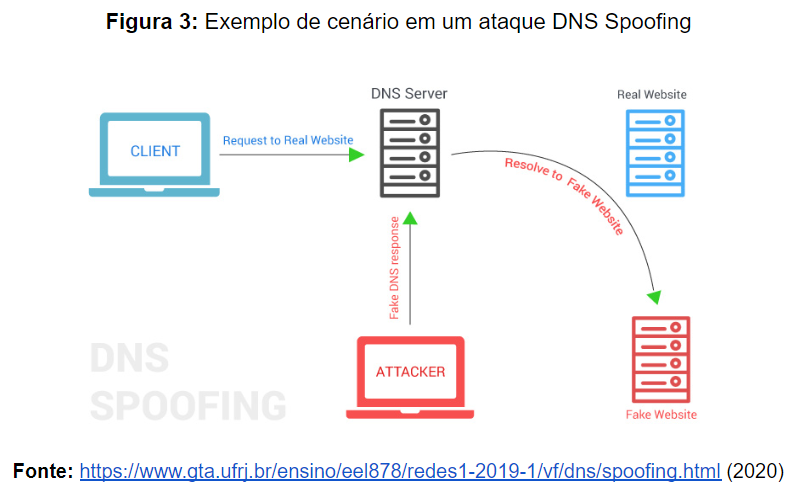 Figura 3: Exemplo de cenário em um ataque DNS Spoofing
DNS Server
Real Website
CLIENT
Request to Real Website
Resolve to Fake Website
Fake DNS response
DNS
SPOOFING
ATTACKER
Fake Website
Fonte: https://www.gta.ufrj.br/ensino/eel878/redes1-2019-1/vf/dns/spoofing.html (2020)